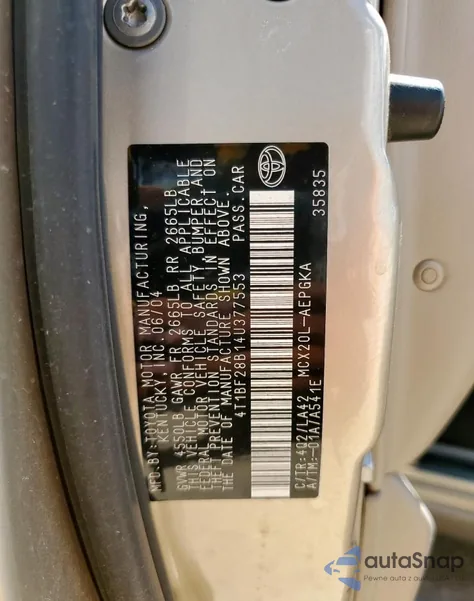 MFD.BY:TOYOTA MOTOR MANUFACTURING,
KENTUCKY, INC. 06/04
GVWR 4550LB GAWR FR 2665LB RR 2665LB
THIS VEHICLE CONFORMS TO ALL APPLICABLE
FEDERAL MOTOR VEHICLE SAFETY, BUMPER, AND
THEFT PREVENTION STANDARDS IN EFFECT ON
THE DATE OF MANUFACTURE SHOWN ABOVE.
4T1BF28B14U377553 PASS.CAR
C/TR:4Q2/LA42 MCX20L-AEPGKA 35835
A/TM:-01A/A541E
autaSnap
Pewne auta z